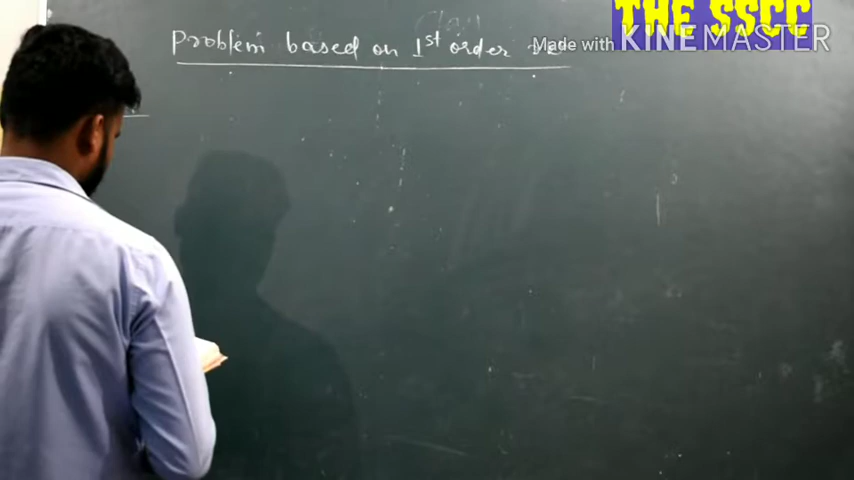 THE SSCC
Made with KINEMASTER
Problem based on 1st order